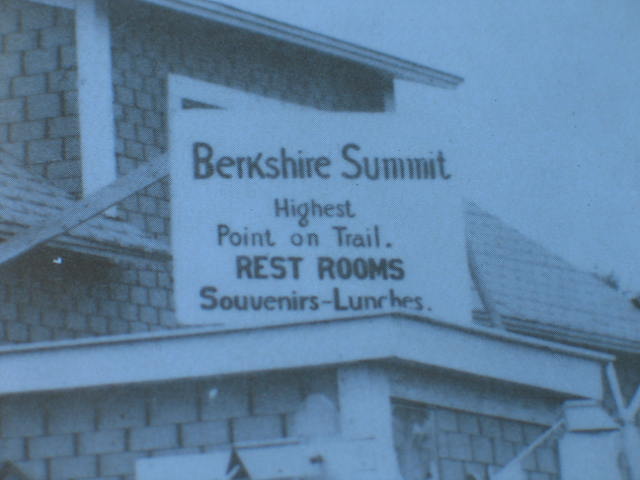 Berkshire Summit
Highest
Point on Trail.
REST ROOMS
Souvenirs-Lunches.